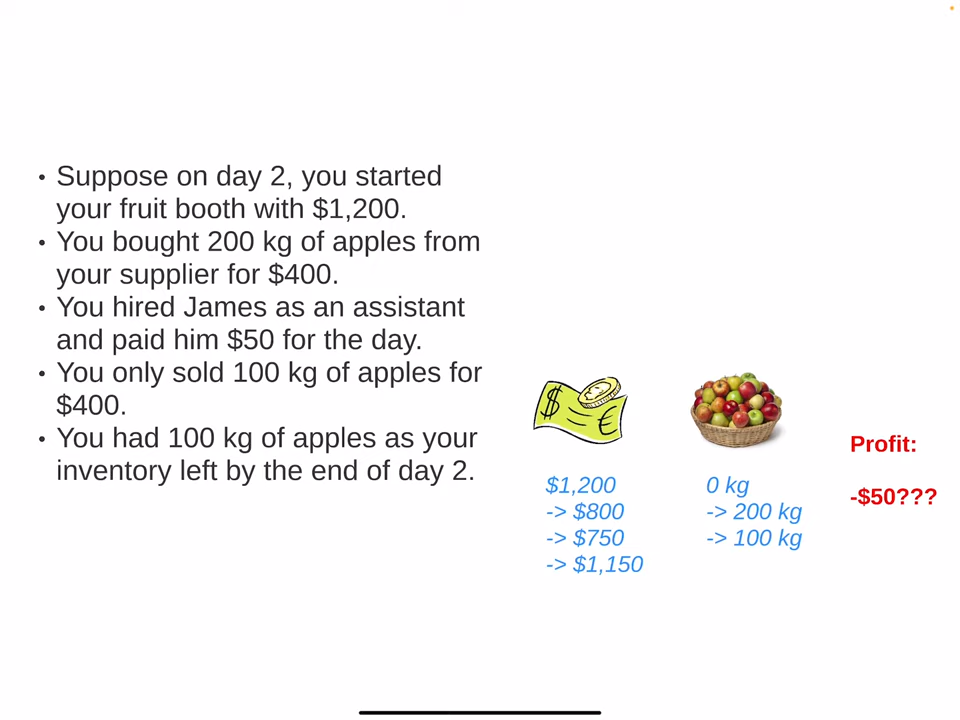 • Suppose on day 2, you started
your fruit booth with $1,200.
• You bought 200 kg of apples from
your supplier for $400.
• You hired James as an assistant
and paid him $50 for the day.
• You only sold 100 kg of apples for
$400.
• You had 100 kg of apples as your
inventory left by the end of day 2.
$ €
$1,200
-> $800
-> $750
-> $1,150
0 kg
-> 200 kg
-> 100 kg
Profit:
-$50???